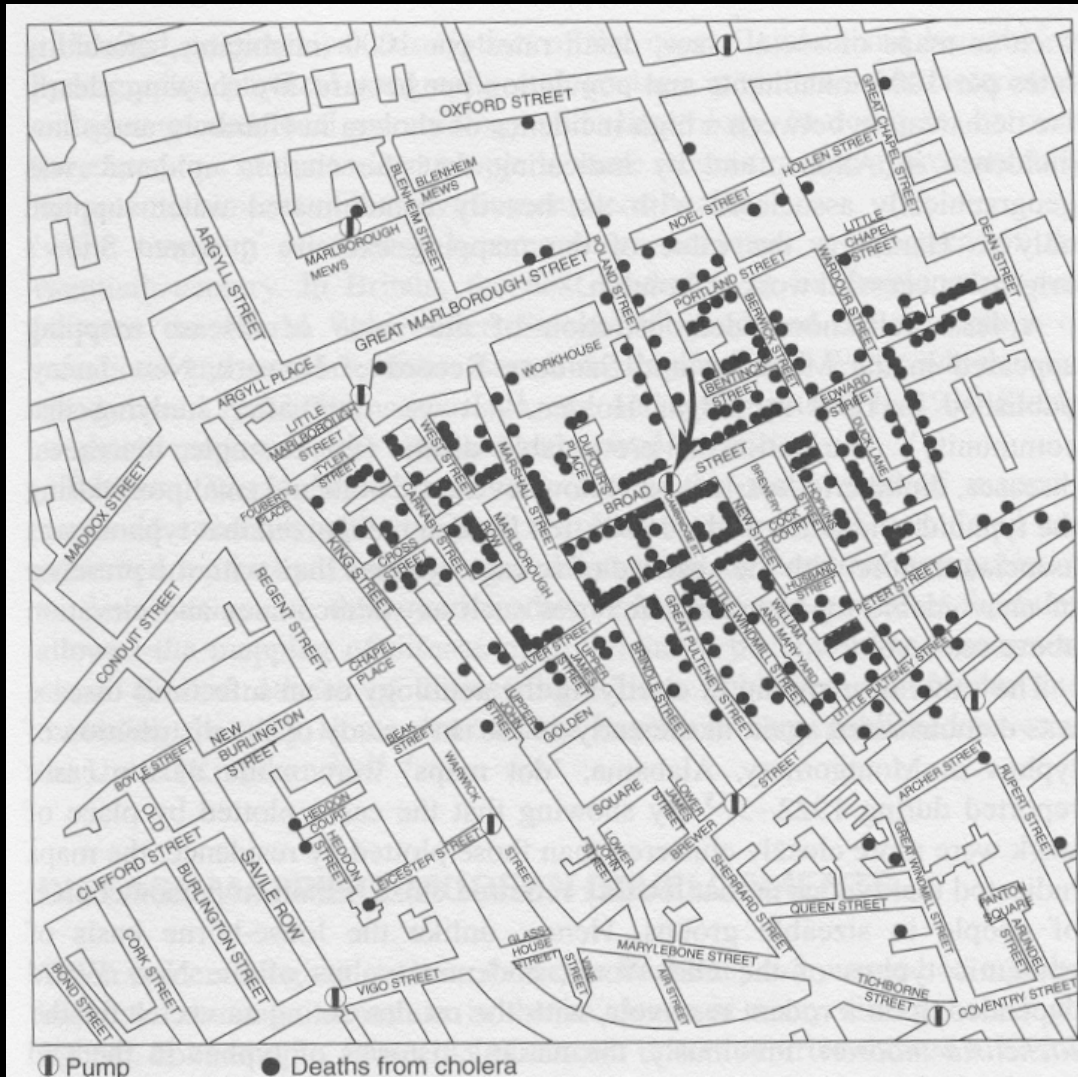 OXFORD STREET
GREAT
CHAPEL STREET
HOLLEN STREET
BLENHEIM
MEWS
BLENHEIM STREET
NOEL STREET
LITTLE
CHAPEL
STREET
DEAN STREET
MARLBOROUGH
MEWS
ARGYLL STREET
POLAND STREET
WARDOUR STREET
GREAT MARLBOROUGH STREET
PORTLAND STREET
BERWICK STREET
WORKHOUSE
BENTINCK
STREET
EDWARD
STREET
ARGYLL PLACE
LITTLE
MARLBOROUGH
STREET
TYLER
STREET
WEST STREET
MARSHALL STREET
DUFOURS
PLACE
DUCK LANE
BROAD
STREET
MADDOX STREET
FOUBERTS
PLACE
CARNABY STREET
CAMBRIDGE ST.
NEW STREET
BREWERY
HOPKINS
STREET
COCK
COURT
KING STREET
CROSS
STREET
MARLBOROUGH
ROW
HUSBAND
STREET
PETER STREET
CONDUIT STREET
REGENT STREET
CHAPEL
PLACE
SILVER STREET
UPPER
JAMES
STREET
BRINDLE STREET
GREAT PULTENEY STREET
LITTLE WINDMILL STREET
WILLIAM
AND MARY YARD
LITTLE PULTENEY STREET
UPPER
JOHN
STREET
GOLDEN
SQUARE
BEAK
STREET
WARWICK
STREET
BOYLE STREET
NEW
BURLINGTON
STREET
HEDDON
COURT
HEDDON
STREET
LEICESTER STREET
LOWER
JOHN
LOWER
JAMES
STREET
BREWER
STREET
ARCHER STREET
RUPERT STREET
GREAT WINDMILL STREET
CLIFFORD STREET
OLD
BURLINGTON
STREET
SAVILE ROW
SHERRARD STREET
QUEEN STREET
PANTON
SQUARE
ARUNDEL
CORK STREET
BOND STREET
GLASS
HOUSE
STREET
MARYLEBONE STREET
AIR STREET
VIGO STREET
TICHBORNE
STREET
COVENTRY STREET
Pump
Deaths from cholera